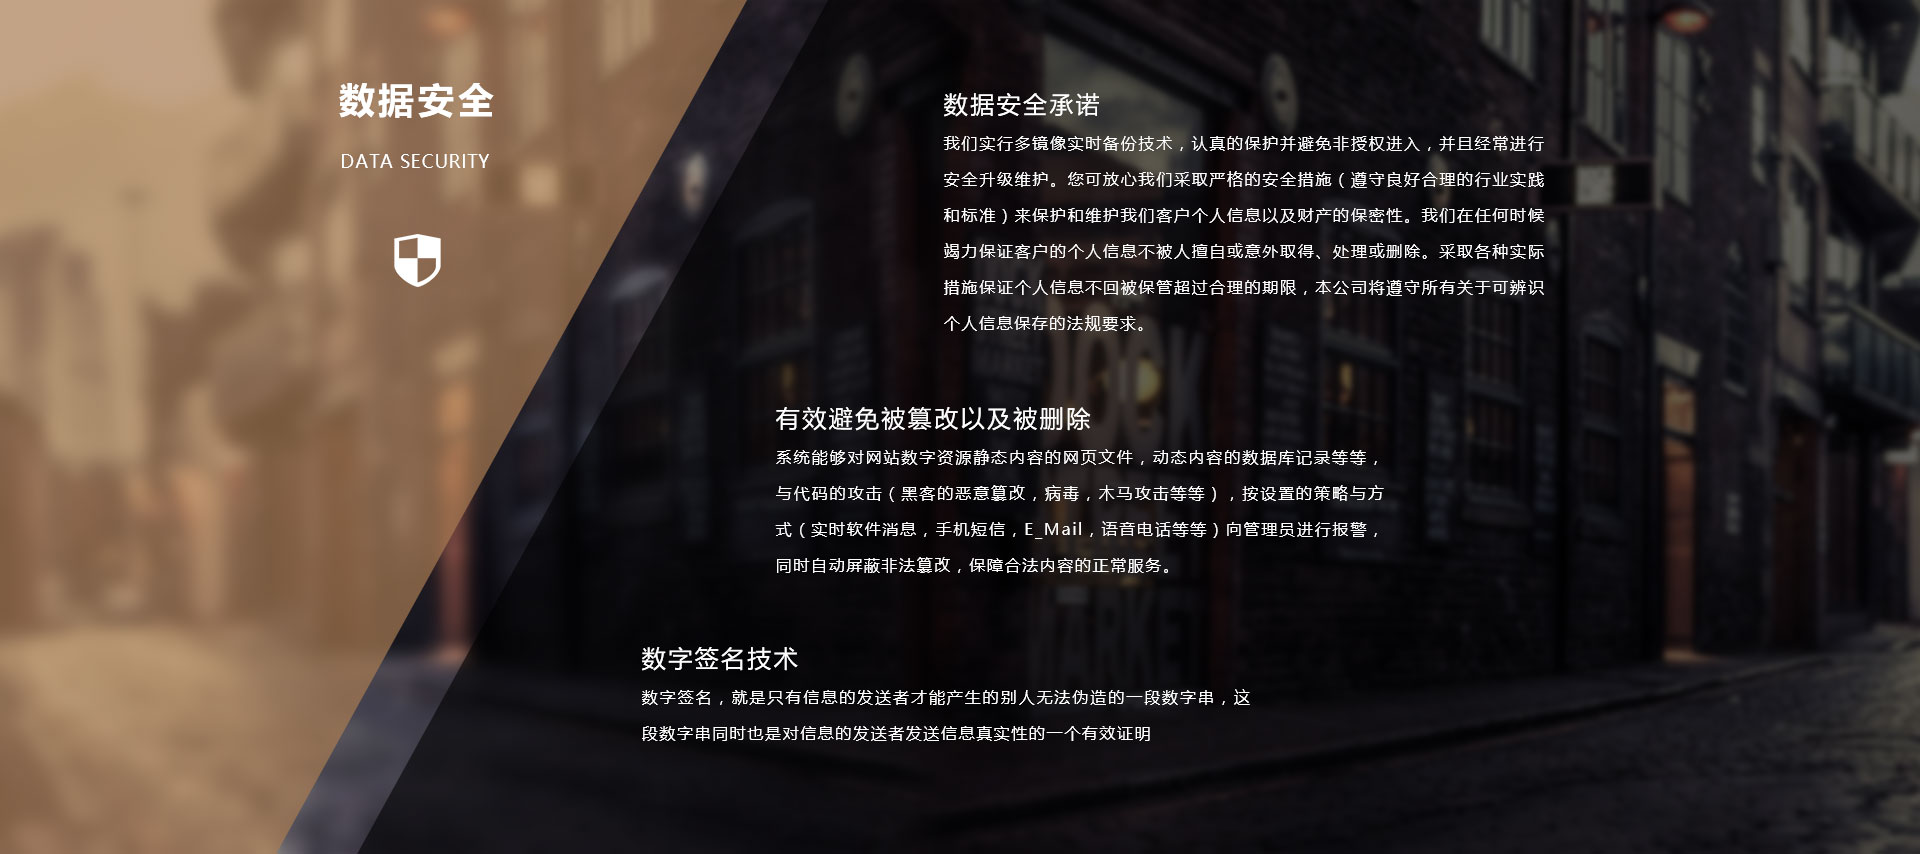 数据安全
DATA SECURITY
数据安全承诺
我们实行多镜像实时备份技术，认真的保护并避免非授权进入，并且经常进行
安全升级维护。您可放心我们采取严格的安全措施（遵守良好合理的行业实践
和标准）来保护和维护我们客户个人信息以及财产的保密性。我们在任何时候
竭力保证客户的个人信息不被人擅自或意外取得、处理或删除。采取各种实际
措施保证个人信息不回被保管超过合理的期限，本公司将遵守所有关于可辨识
个人信息保存的法规要求。
有效避免被篡改以及被删除
系统能够对网站数字资源静态内容的网页文件，动态内容的数据库记录等等，
与代码的攻击（黑客的恶意篡改，病毒，木马攻击等等），按设置的策略与方
式（实时软件消息，手机短信，E_Mail，语音电话等等）向管理员进行报警，
同时自动屏蔽非法篡改，保障合法内容的正常服务。
数字签名技术
数字签名，就是只有信息的发送者才能产生的别人无法伪造的一段数字串，这
段数字串同时也是对信息的发送者发送信息真实性的一个有效证明
MARKET